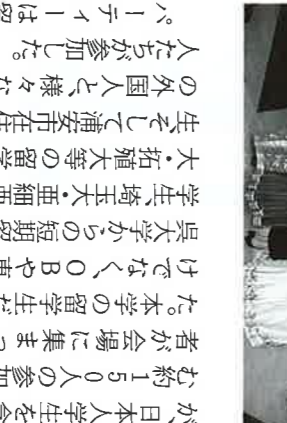 が、日本人学生を含
む約150人の参加
者が会場に集まっ
た。本学の留学生だ
けでなく、OBや東
呉大学からの短期留
学生、埼玉大・亜細亜
大・拓殖大等の留学
生、そして浦安市在住
の外国人と、様々な
人たちが参加した。
パーティーは留